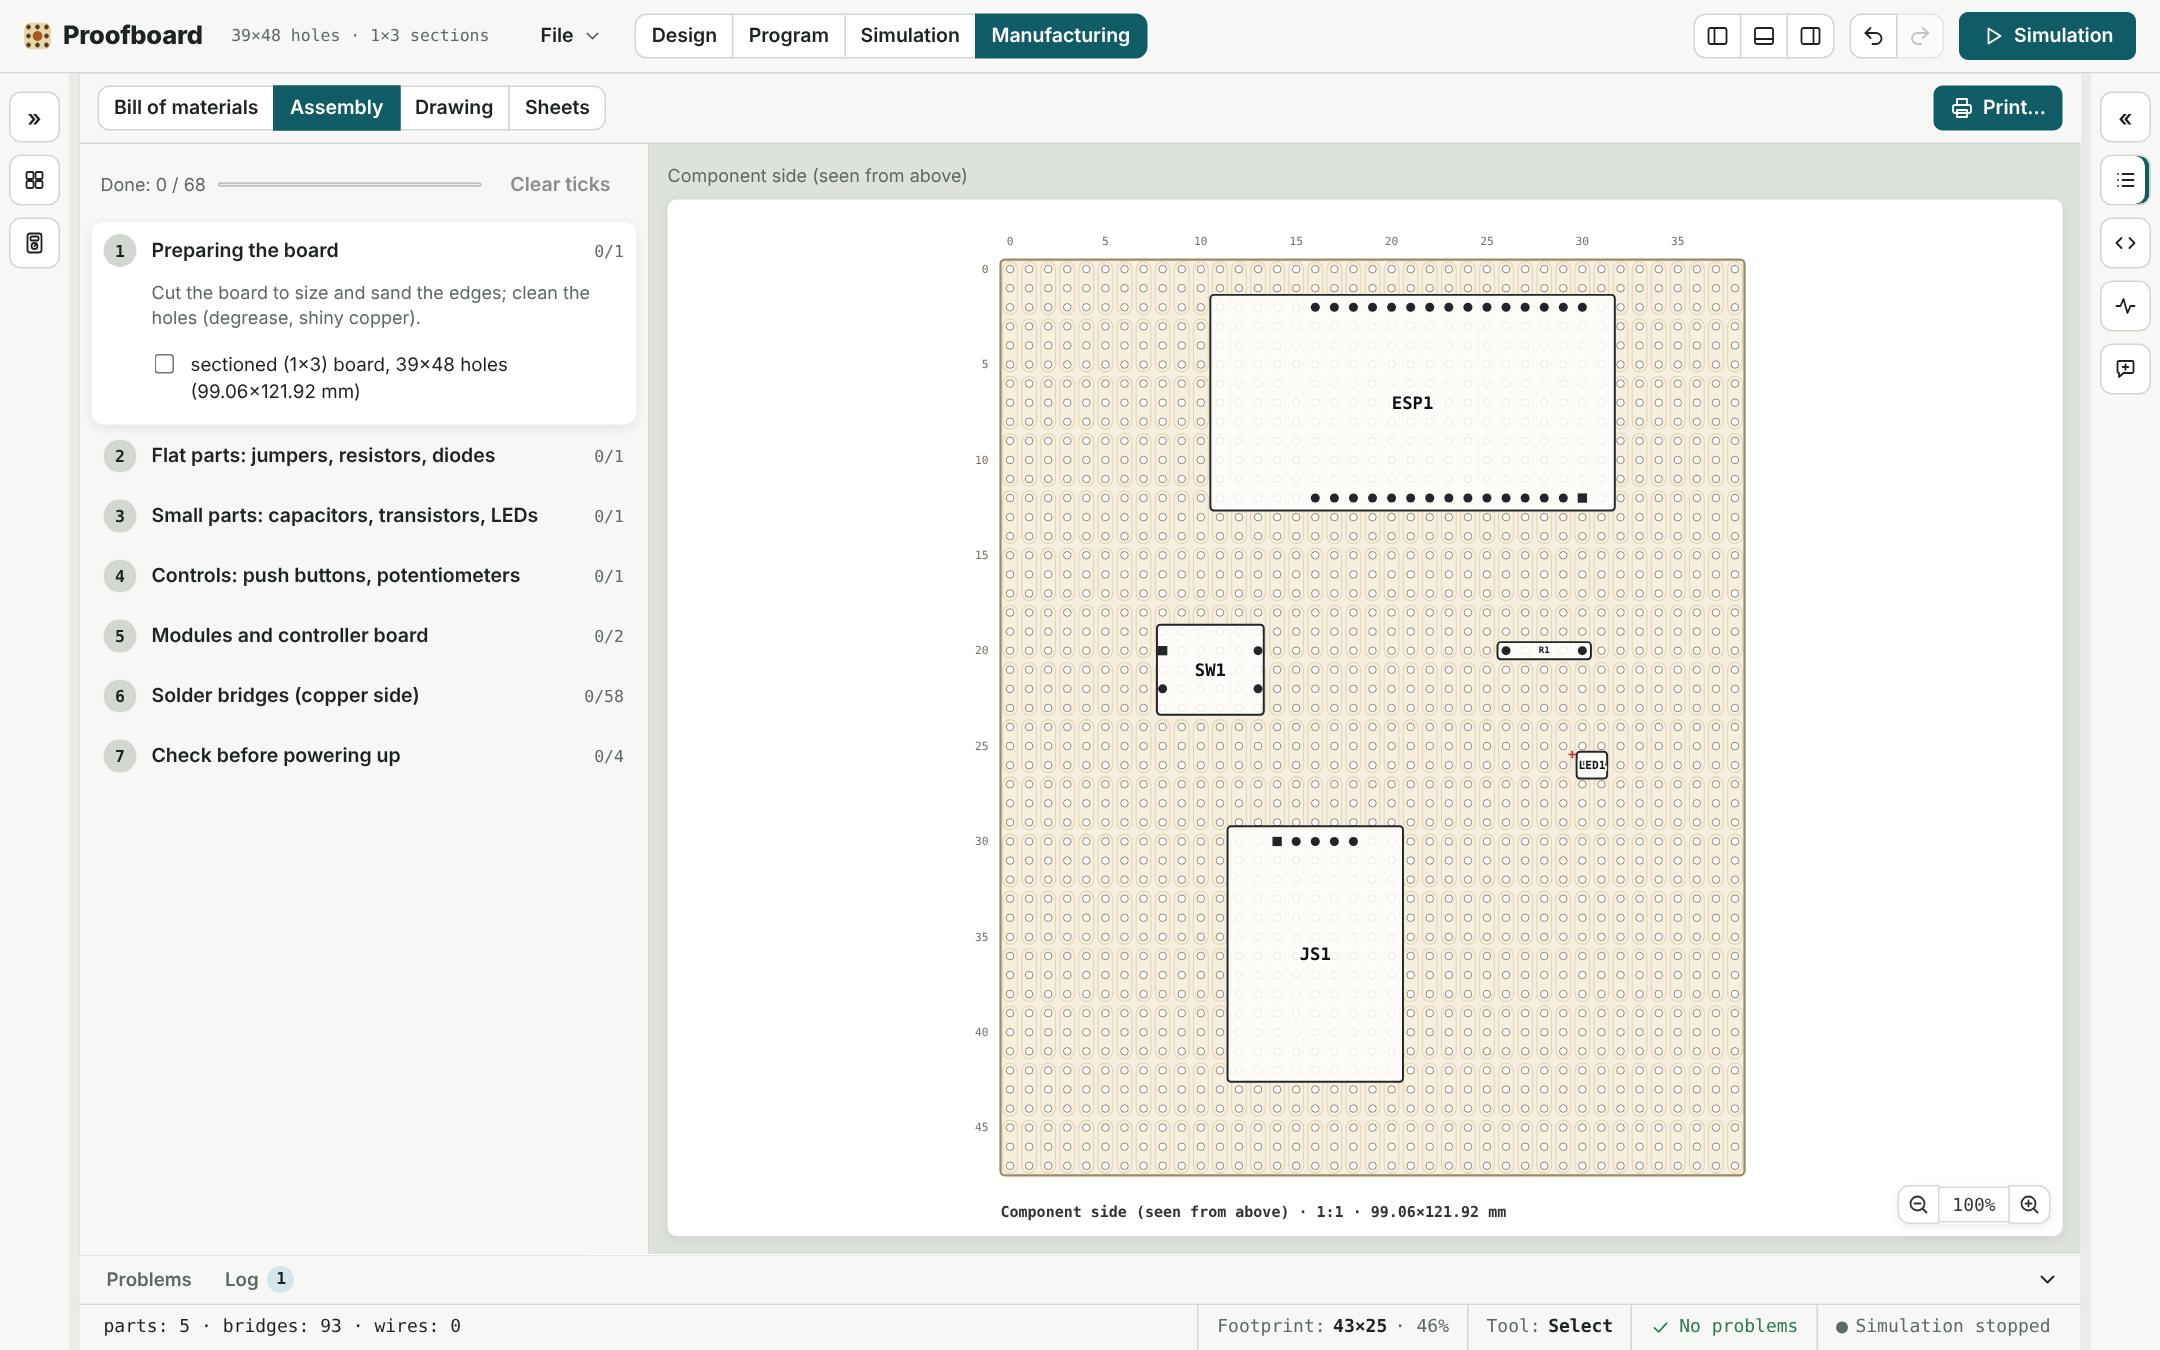 Proofboard
39×48 holes · 1×3 sections
File
Design
Program
Simulation
Manufacturing
Simulation
Bill of materials
Assembly
Drawing
Sheets
Print...
Done: 0 / 68
Clear ticks
1 Preparing the board 0/1
Cut the board to size and sand the edges; clean the
holes (degrease, shiny copper).
sectioned (1×3) board, 39×48 holes
(99.06×121.92 mm)
2 Flat parts: jumpers, resistors, diodes 0/1
3 Small parts: capacitors, transistors, LEDs 0/1
4 Controls: push buttons, potentiometers 0/1
5 Modules and controller board 0/2
6 Solder bridges (copper side) 0/58
7 Check before powering up 0/4
Component side (seen from above)
0 5 10 15 20 25 30 35
0
5
ESP1
10
15
20
R1
SW1
25
+
LED1
30
35
JS1
40
45
Component side (seen from above) · 1:1 · 99.06×121.92 mm
100%
Problems
Log 1
parts: 5 · bridges: 93 · wires: 0
Footprint: 43×25 · 46%
Tool: Select
No problems
Simulation stopped